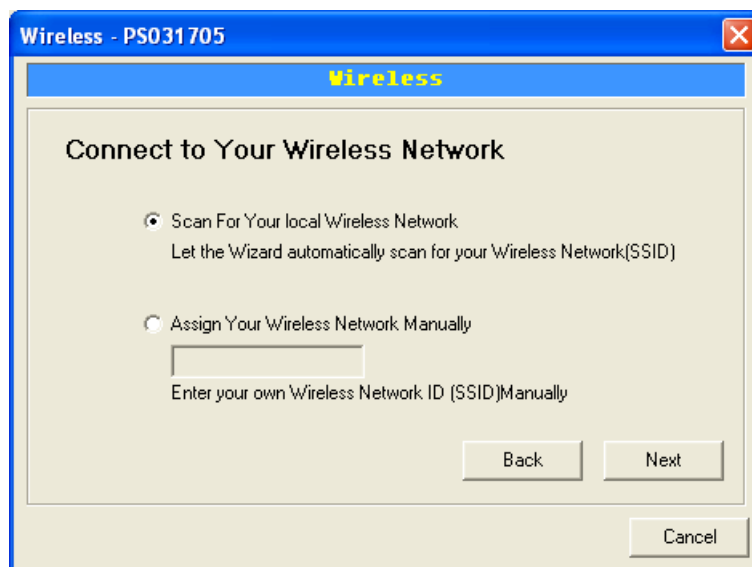 Wireless - PS031705
Wireless
Connect to Your Wireless Network
Scan For Your local Wireless Network
Let the Wizard automatically scan for your Wireless Network(SSID)
Assign Your Wireless Network Manually
Enter your own Wireless Network ID (SSID)Manually
Back
Next
Cancel